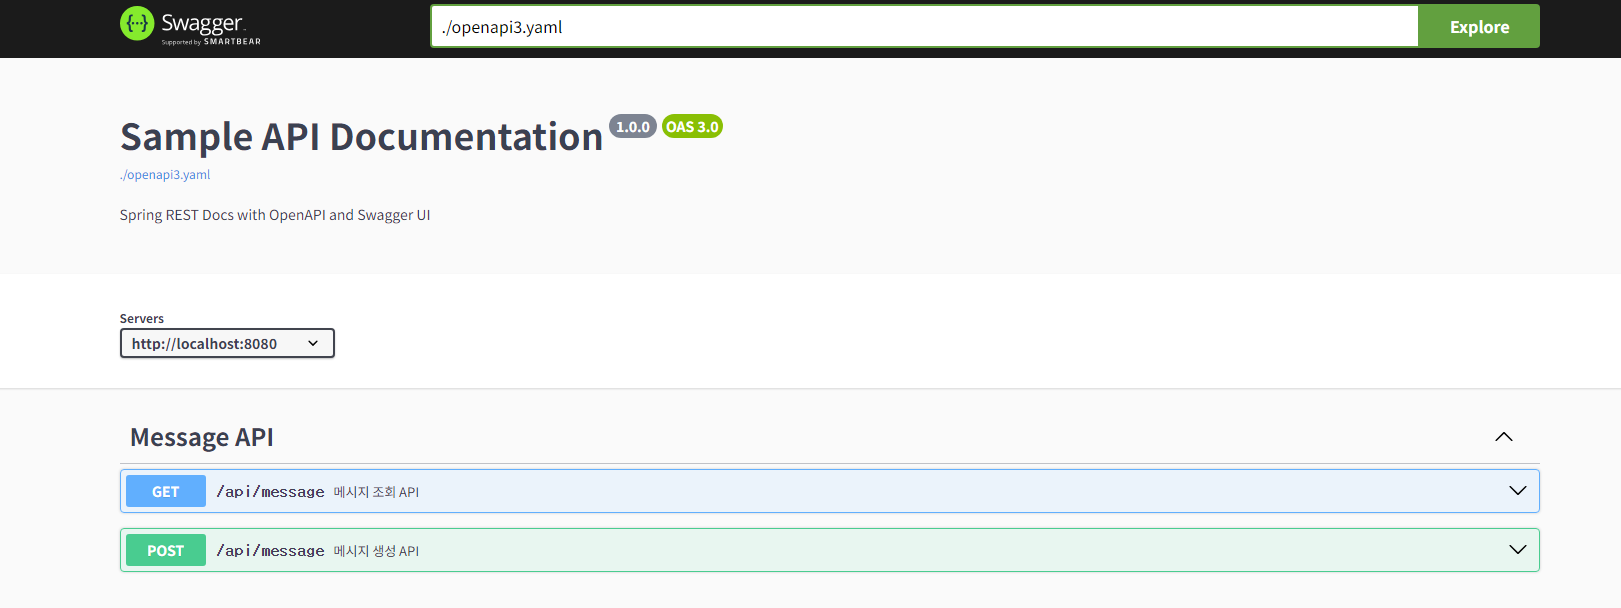 {···} Swagger
Supported by SMARTBEAR
./openapi3.yaml
Explore
Sample API Documentation 1.0.0 OAS 3.0
./openapi3.yaml
Spring REST Docs with OpenAPI and Swagger UI
Servers
http://localhost:8080
Message API
GET /api/message 메시지 조회 API
POST /api/message 메시지 생성 API